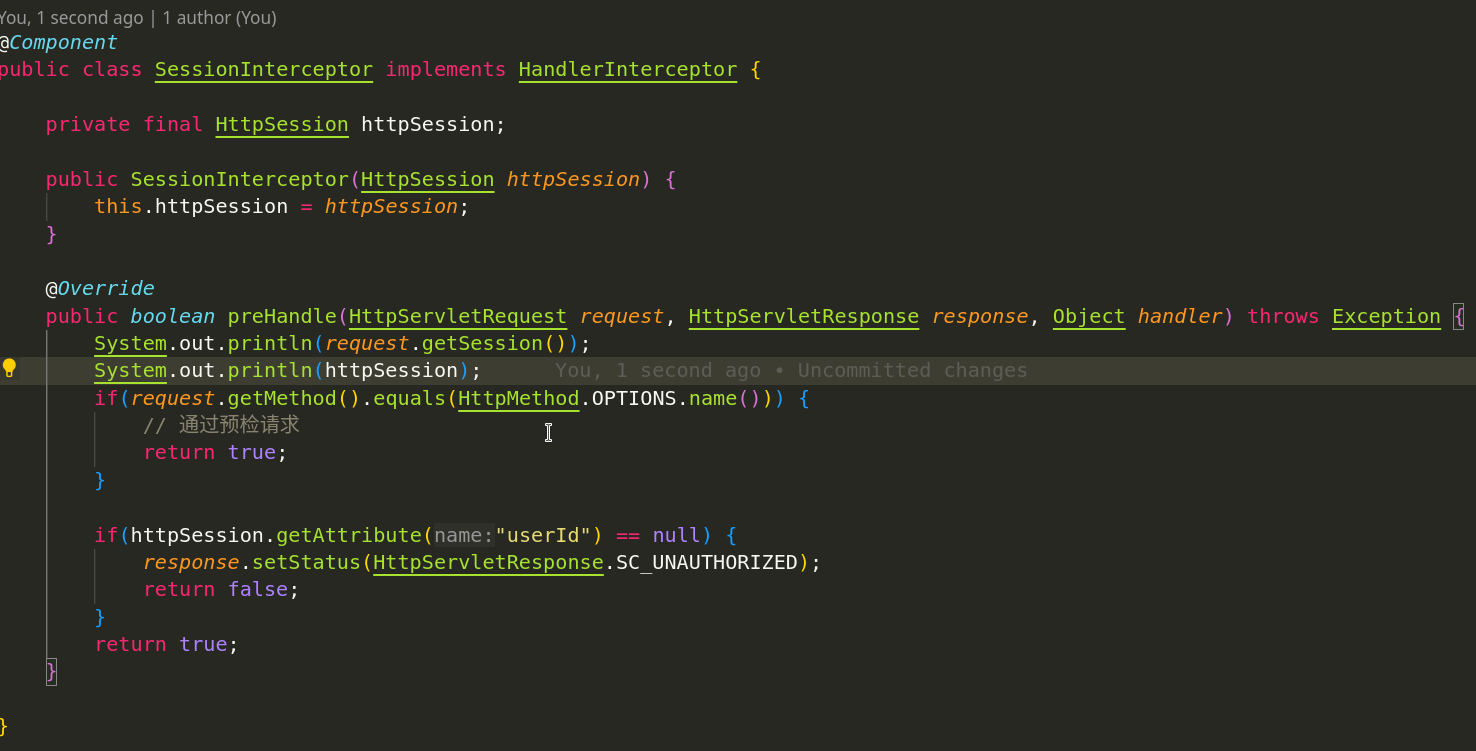 You, 1 second ago | 1 author (You)
@Component
public class SessionInterceptor implements HandlerInterceptor {
private final HttpSession httpSession;
public SessionInterceptor(HttpSession httpSession) {
this.httpSession = httpSession;
}
@Override
public boolean preHandle(HttpServletRequest request, HttpServletResponse response, Object handler) throws Exception {
System.out.println(request.getSession());
System.out.println(httpSession); You, 1 second ago • Uncommitted changes
if(request.getMethod().equals(HttpMethod.OPTIONS.name())) {
// 通过预检请求
return true;
}
if(httpSession.getAttribute(name:"userId") == null) {
response.setStatus(HttpServletResponse.SC_UNAUTHORIZED);
return false;
}
return true;
}
}